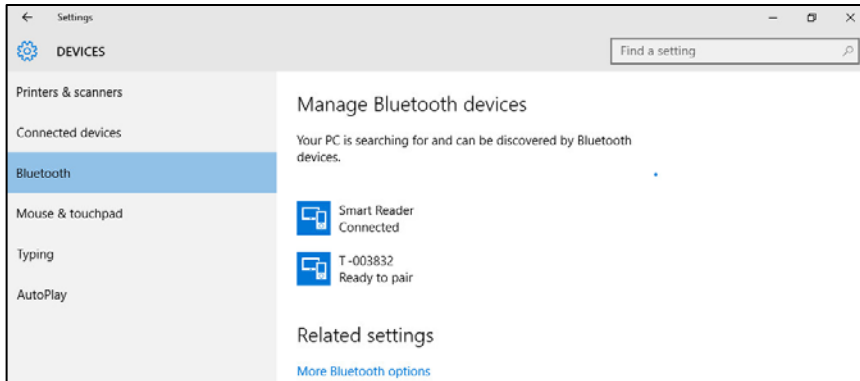 Settings
DEVICES
Find a setting
Printers & scanners
Connected devices
Bluetooth
Mouse & touchpad
Typing
AutoPlay
Manage Bluetooth devices
Your PC is searching for and can be discovered by Bluetooth
devices.
Smart Reader
Connected
T-003832
Ready to pair
Related settings
More Bluetooth options